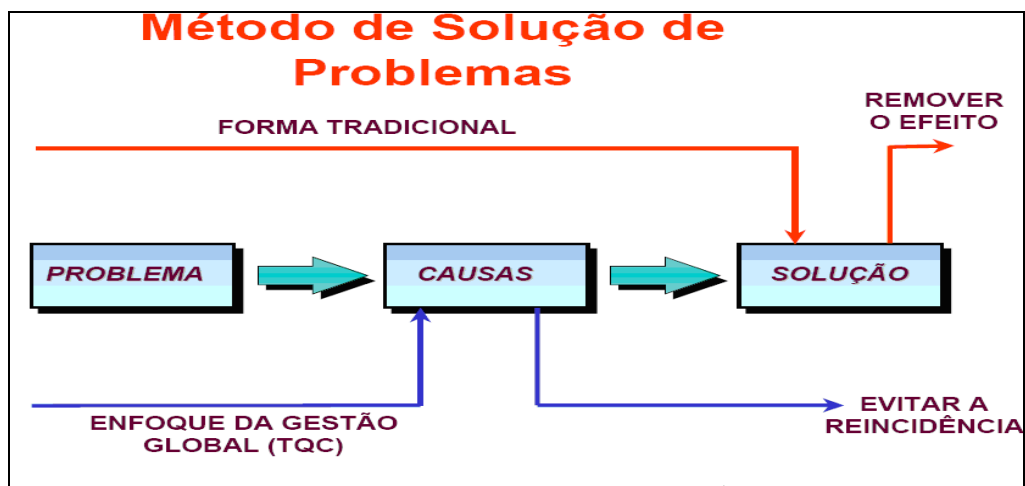 Método de Solução de
Problemas
FORMA TRADICIONAL
REMOVER
O EFEITO
PROBLEMA
CAUSAS
SOLUÇÃO
ENFOQUE DA GESTÃO
GLOBAL (TQC)
EVITAR A
REINCIDÊNCIA